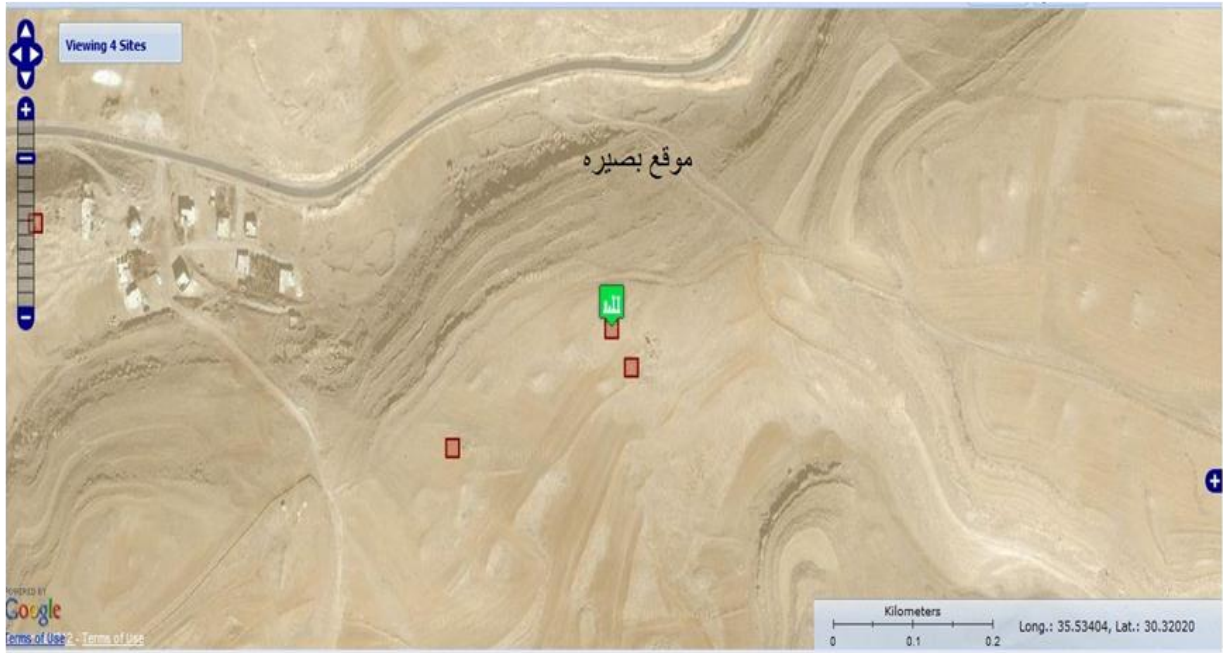 Viewing 4 Sites
موقع بصيره
POWERED BY
Google
Terms of Use - Terms of Use
Kilometers
0 0.1 0.2
Long.: 35.53404, Lat.: 30.32020